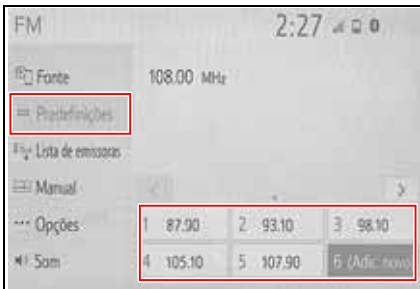 FM 2:27
Fonte 108.00 MHz
Predefinições
Lista de emissoras
Manual
Opções 1 87.90 2 93.10 3 98.10
Som 4 105.10 5 107.90 6 (Adic. novo